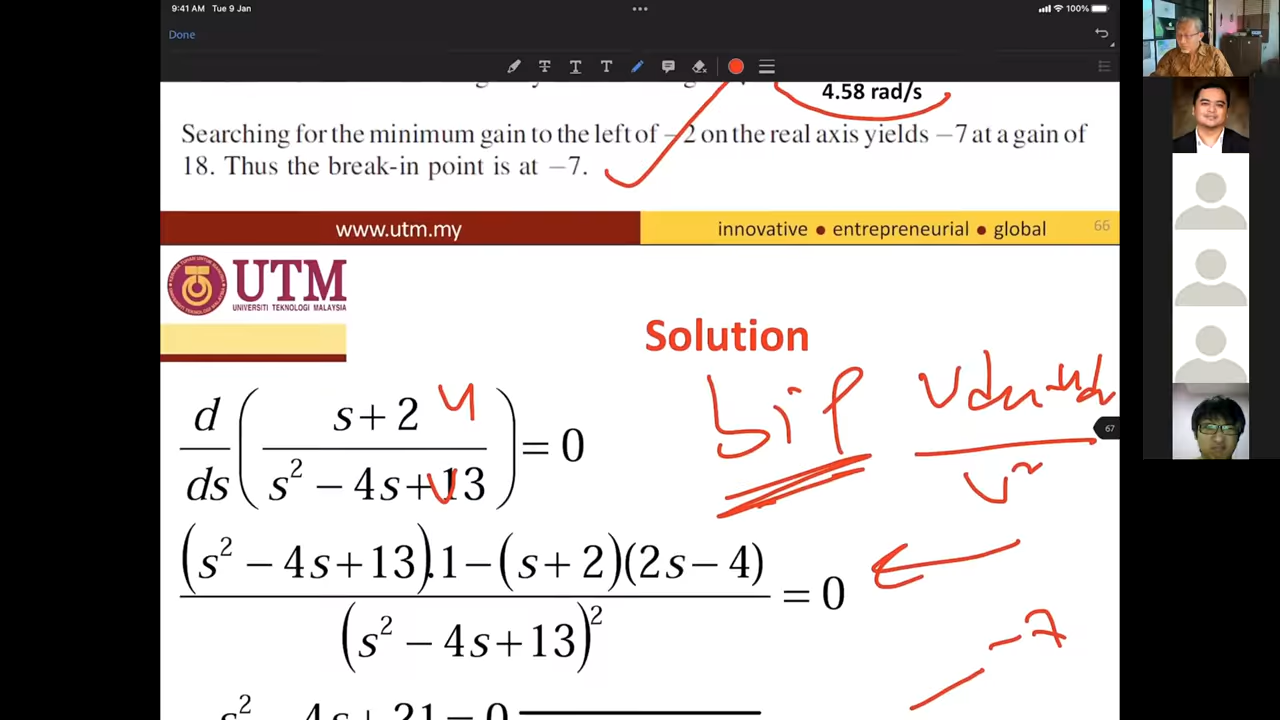 9:41 AM Tue 9 Jan
100%
Done
4.58 rad/s
Searching for the minimum gain to the left of −2 on the real axis yields −7 at a gain of
18. Thus the break-in point is at −7.
www.utm.my
innovative ● entrepreneurial ● global
66
UTM
UNIVERSITI TEKNOLOGI MALAYSIA
Solution
d/ds ( (s+2) / (s² − 4s+13) ) = 0
u
v
bip
vdu-udv
v²
67
((s² − 4s+13).1−(s+2)(2s−4)) / (s² − 4s+13)² = 0
−7